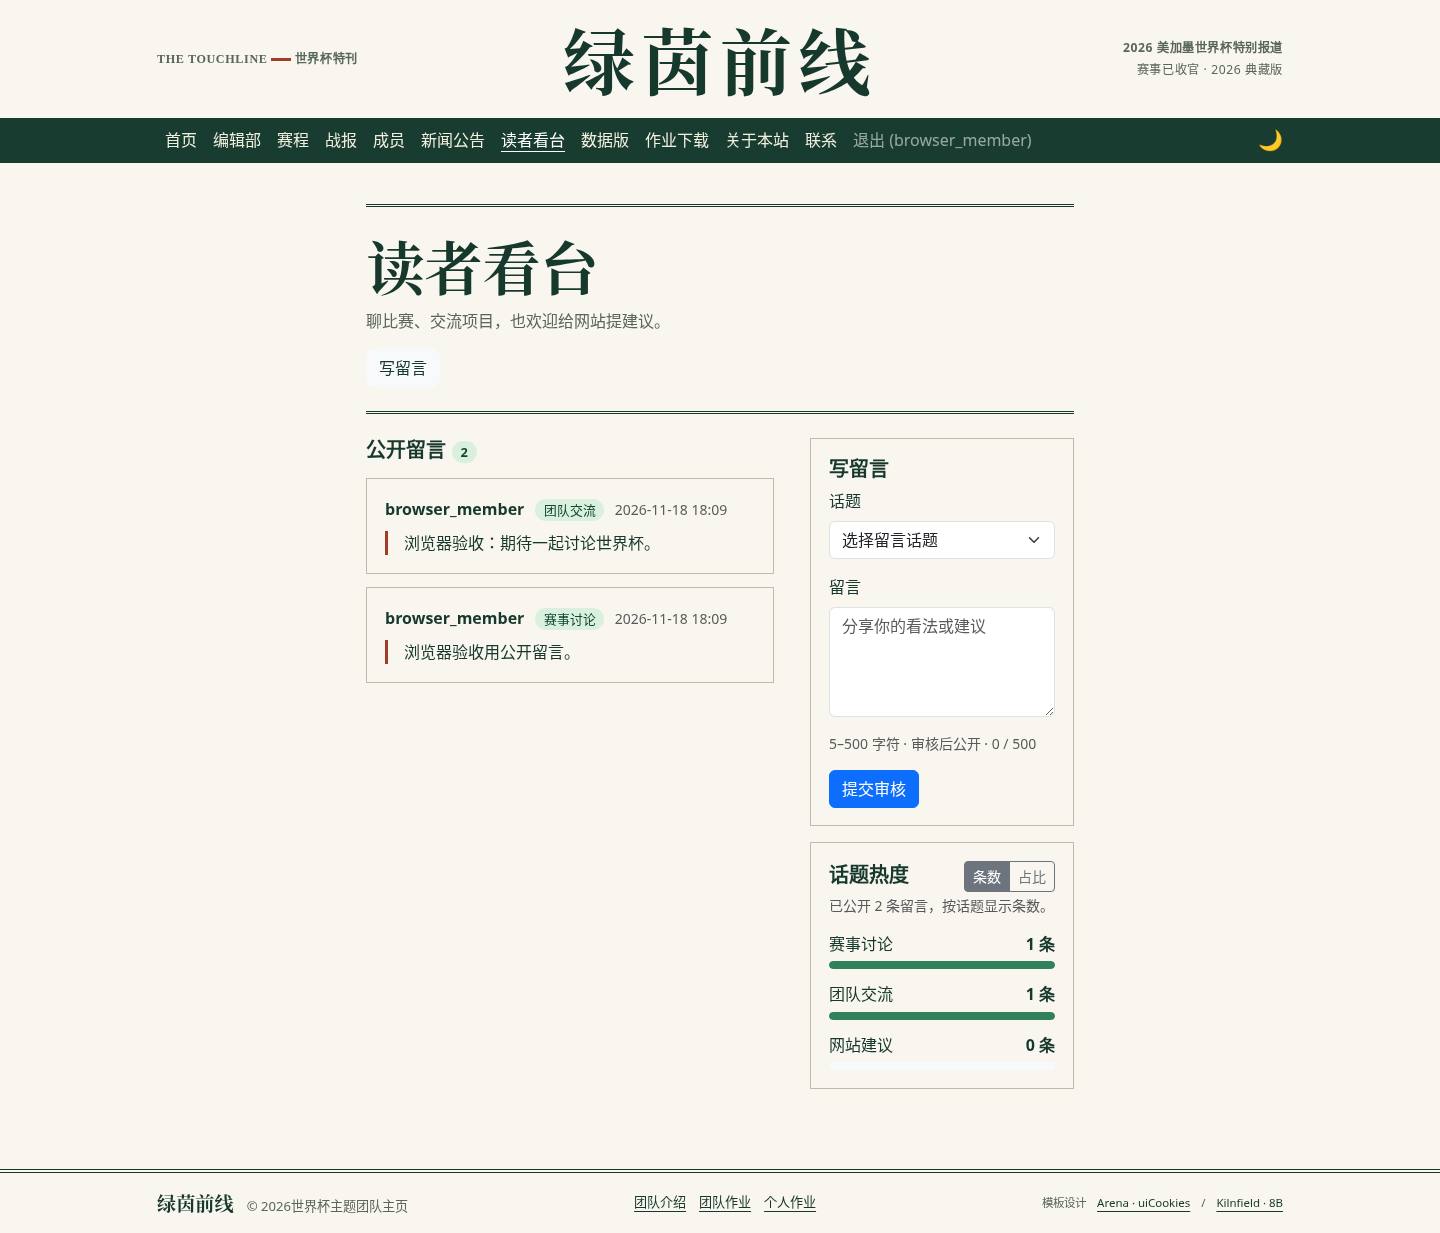 THE TOUCHLINE 世界杯特刊
绿茵前线
2026 美加墨世界杯特别报道
赛事已收官 · 2026 典藏版
首页 编辑部 赛程 战报 成员 新闻公告 读者看台 数据版 作业下载 关于本站 联系 退出 (browser_member)
读者看台
聊比赛、交流项目，也欢迎给网站提建议。
写留言
公开留言 2
browser_member 团队交流 2026-11-18 18:09
浏览器验收：期待一起讨论世界杯。
browser_member 赛事讨论 2026-11-18 18:09
浏览器验收用公开留言。
写留言
话题
选择留言话题
留言
分享你的看法或建议
5–500 字符 · 审核后公开 · 0 / 500
提交审核
话题热度 条数 占比
已公开 2 条留言，按话题显示条数。
赛事讨论 1 条
团队交流 1 条
网站建议 0 条
绿茵前线 © 2026世界杯主题团队主页
团队介绍 团队作业 个人作业
模板设计 Arena · uiCookies / Kilnfield · 8B